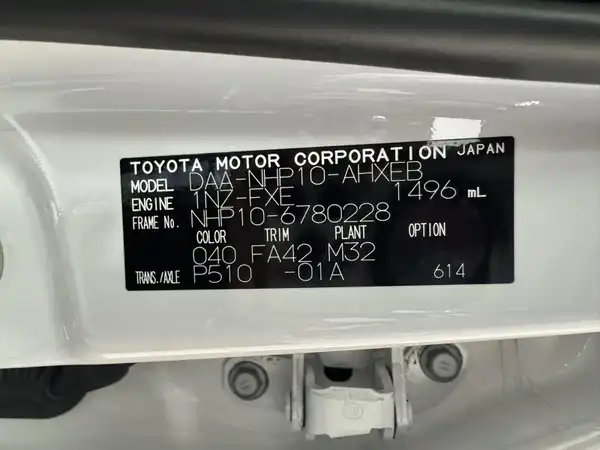 TOYOTA MOTOR CORPORATION JAPAN
MODEL DAA-NHP10-AHXEB
ENGINE 1NZ-FXE 1496 mL
FRAME No. NHP10-6780228
COLOR TRIM PLANT OPTION
040 FA42 M32
TRANS./AXLE P510 -01A 614